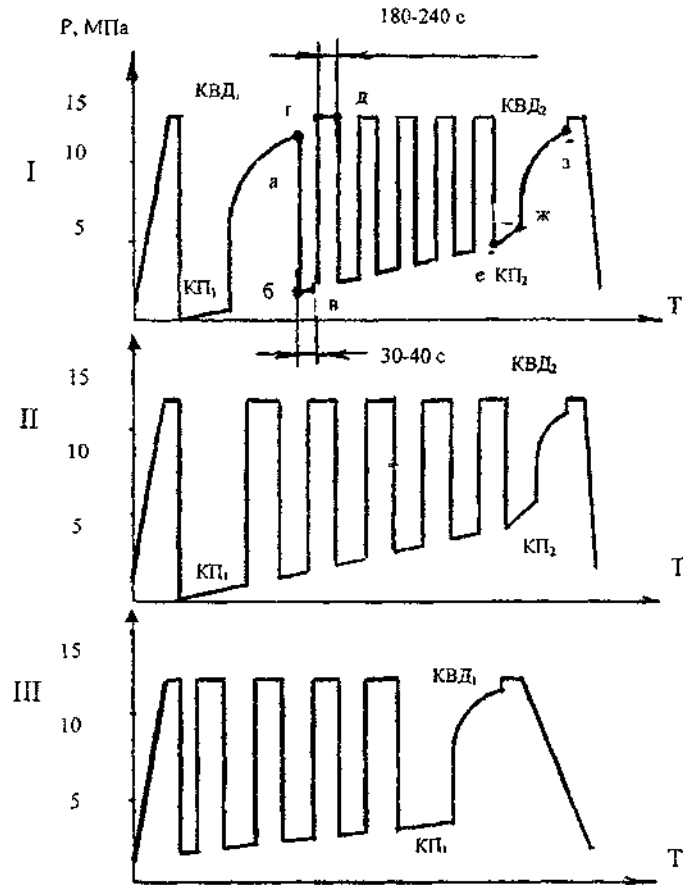 180-240 с
Р, МПа
15
КВД₁
г
д
КВД₂
10
I
а
з
5
ж
КП₁
б
в
е
КП₂
Т
30-40 с
15
КВД₂
II
10
5
КП₁
КП₂
Т
15
III
КВД₁
10
5
КП₁
Т